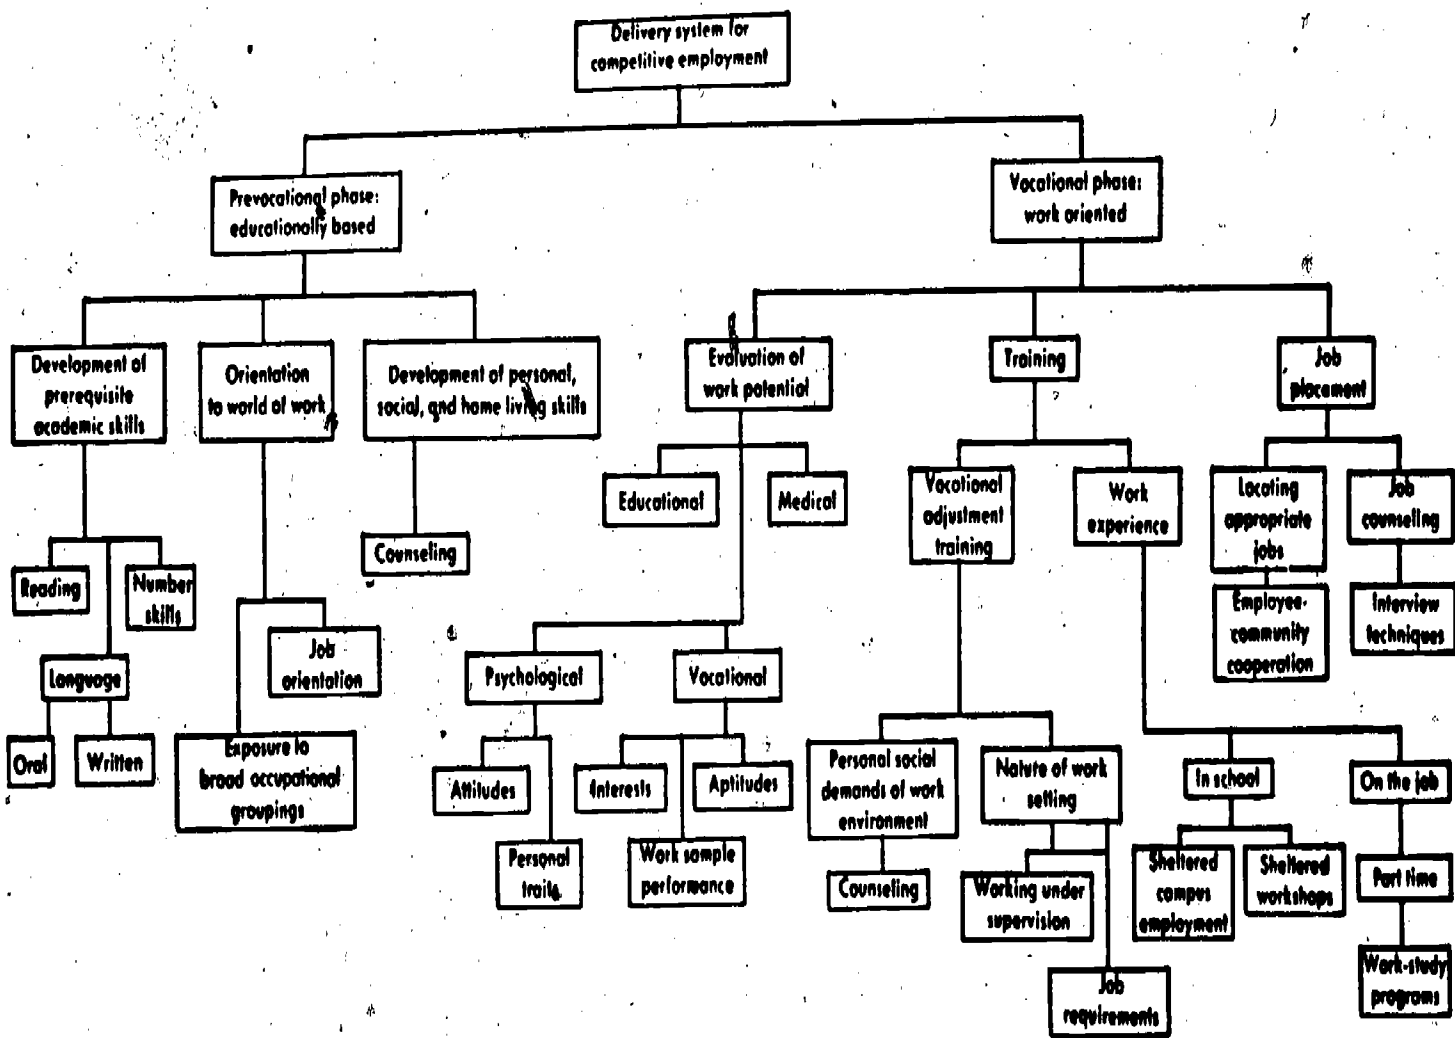 Delivery system for
competitive employment
Prevocational phase:
educationally based
Vocational phase:
work oriented
Development of
prerequisite
academic skills
Orientation
to world of work
Development of personal,
social, and home living skills
Evaluation of
work potential
Training
Job
placement
Educational
Medical
Vocational
adjustment
training
Work
experience
Locating
appropriate
jobs
Job
counseling
Counseling
Reading
Number
skills
Employee-
community
cooperation
Interview
techniques
Job
orientation
Language
Psychological
Vocational
Oral
Written
Exposure to
broad occupational
groupings
Attitudes
Interests
Aptitudes
Personal social
demands of work
environment
Nature of work
setting
In school
On the job
Personal
traits
Work sample
performance
Counseling
Working under
supervision
Sheltered
campus
employment
Sheltered
workshops
Part time
Work-study
programs
Job
requirements